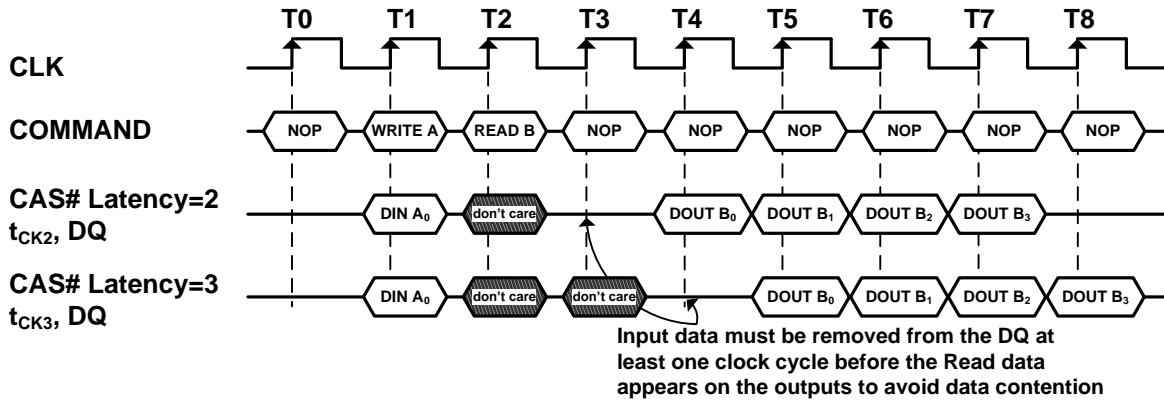 T0 T1 T2 T3 T4 T5 T6 T7 T8
CLK
COMMAND NOP WRITE A READ B NOP NOP NOP NOP NOP NOP
CAS# Latency=2
DIN A0 don't care DOUT B0 DOUT B1 DOUT B2 DOUT B3
tCK2, DQ
CAS# Latency=3
DIN A0 don't care don't care DOUT B0 DOUT B1 DOUT B2 DOUT B3
tCK3, DQ
Input data must be removed from the DQ at
least one clock cycle before the Read data
appears on the outputs to avoid data contention